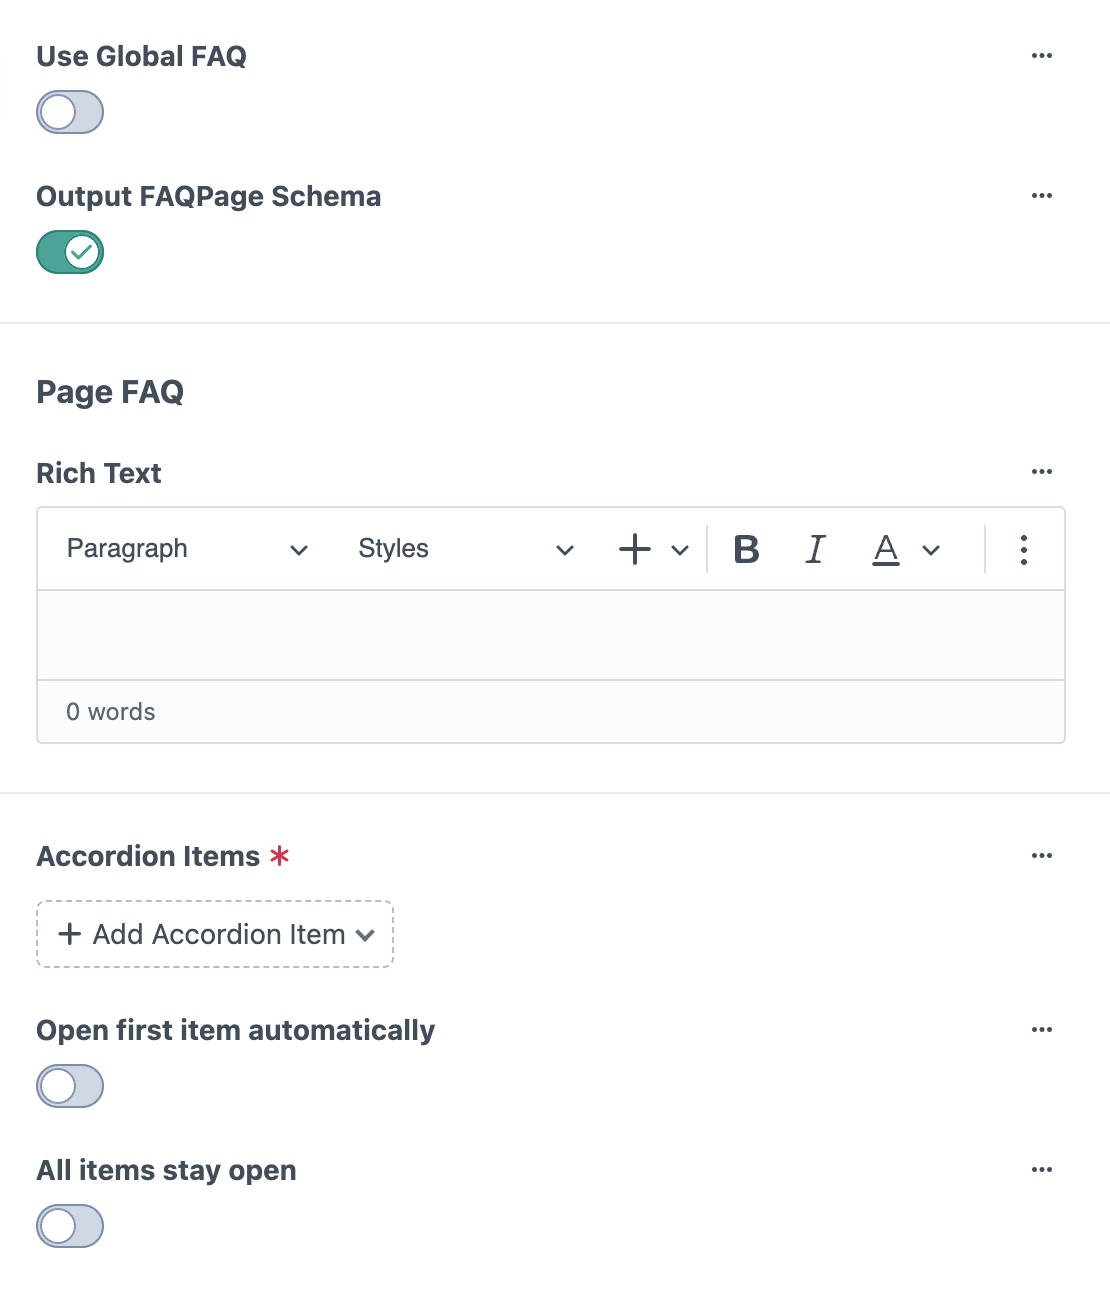 Use Global FAQ
Output FAQPage Schema
Page FAQ
Rich Text
Paragraph Styles B I A
0 words
Accordion Items *
+ Add Accordion Item
Open first item automatically
All items stay open